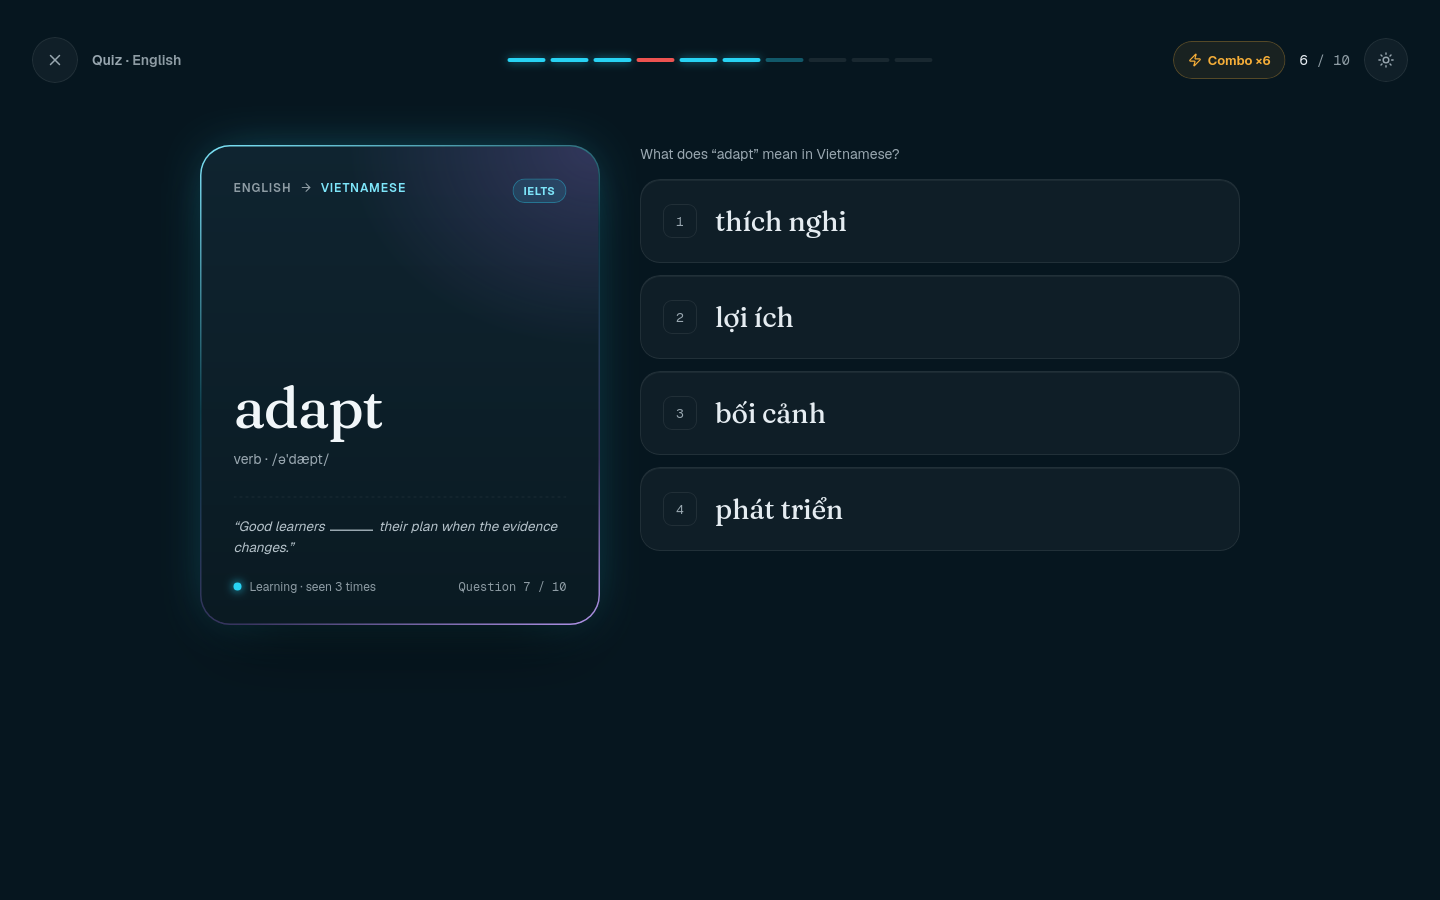 Quiz · English
Combo ×6
6 / 10
ENGLISH → VIETNAMESE
IELTS
adapt
verb · /ə'dæpt/
“Good learners _____ their plan when the evidence
changes.”
Learning · seen 3 times
Question 7 / 10
What does “adapt” mean in Vietnamese?
1 thích nghi
2 lợi ích
3 bối cảnh
4 phát triển